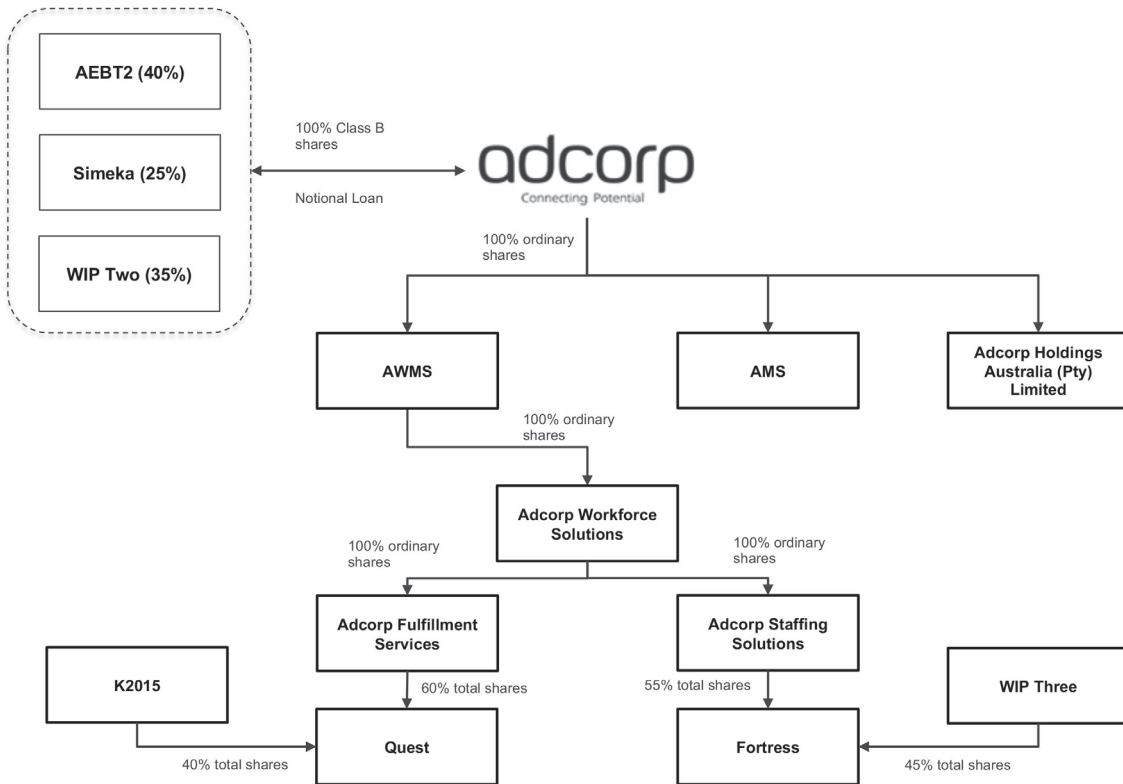 AEBT2 (40%)
Simeka (25%)
WIP Two (35%)
100% Class B
shares
Notional Loan
adcorp
Connecting Potential
100% ordinary
shares
AWMS
AMS
Adcorp Holdings
Australia (Pty)
Limited
100% ordinary
shares
Adcorp Workforce
Solutions
100% ordinary
shares
100% ordinary
shares
Adcorp Fulfillment
Services
Adcorp Staffing
Solutions
K2015
60% total shares
55% total shares
WIP Three
Quest
Fortress
40% total shares
45% total shares